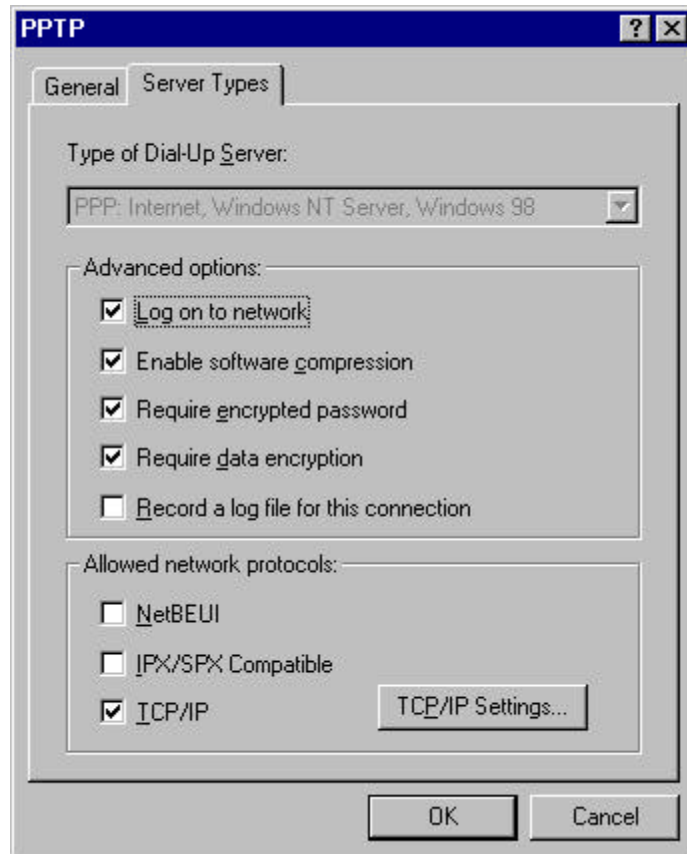 PPTP
General Server Types
Type of Dial-Up Server:
PPP: Internet, Windows NT Server, Windows 98
Advanced options:
Log on to network
Enable software compression
Require encrypted password
Require data encryption
Record a log file for this connection
Allowed network protocols:
NetBEUI
IPX/SPX Compatible
TCP/IP TCP/IP Settings...
OK Cancel